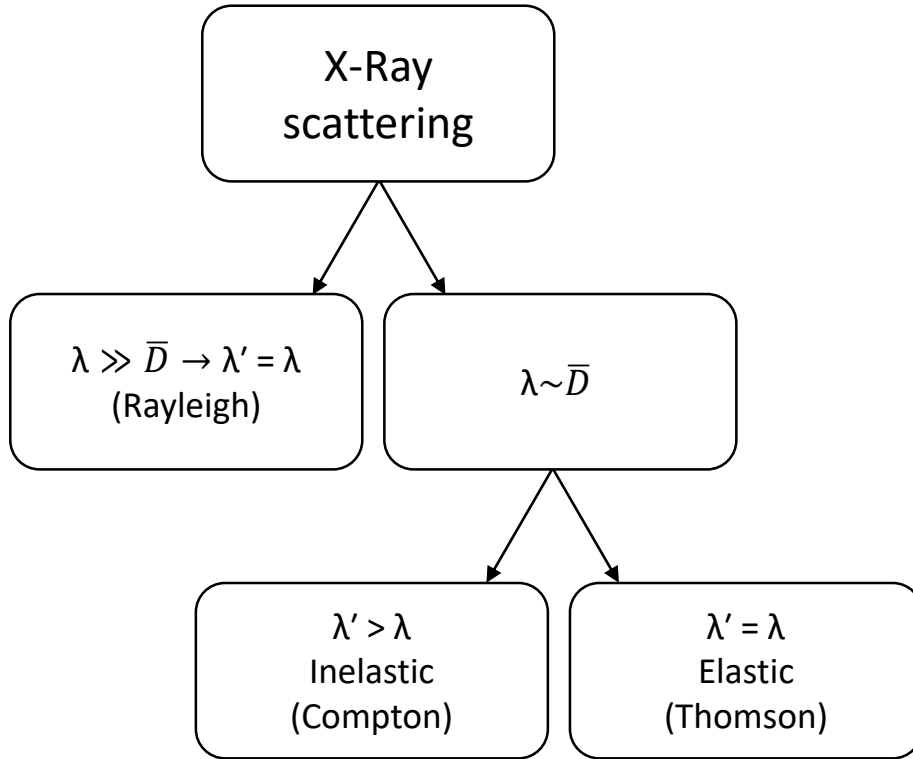 X-Ray
scattering
λ ≫ D̅ → λ′ = λ
(Rayleigh)
λ~D̅
λ′ > λ
Inelastic
(Compton)
λ′ = λ
Elastic
(Thomson)